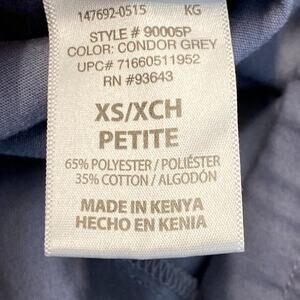 147692-0515 KG
STYLE # 90005P
COLOR: CONDOR GREY
UPC# 71660511952
RN #93643
XS/XCH
PETITE
65% POLYESTER / POLIÉSTER
35% COTTON / ALGODÓN
MADE IN KENYA
HECHO EN KENIA